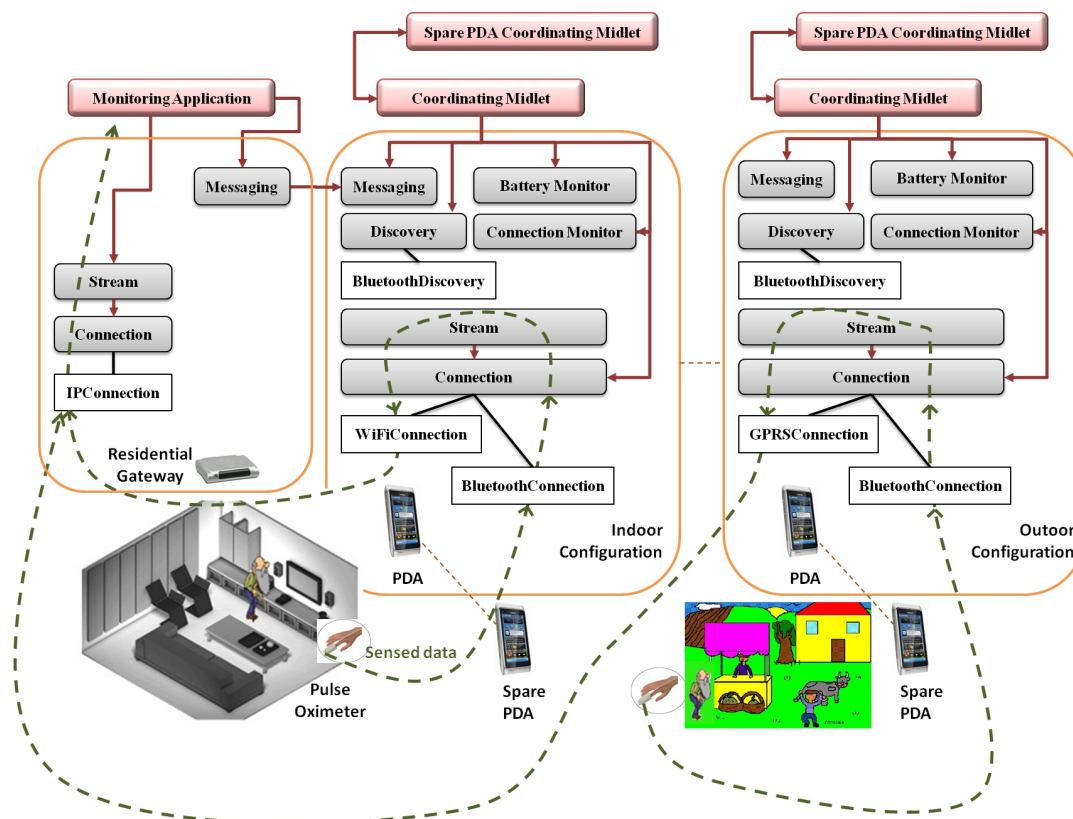 Spare PDA Coordinating Midlet
Spare PDA Coordinating Midlet
Monitoring Application
Coordinating Midlet
Coordinating Midlet
Messaging
Messaging
Battery Monitor
Messaging
Battery Monitor
Discovery
Connection Monitor
Discovery
Connection Monitor
BluetoothDiscovery
BluetoothDiscovery
Stream
Stream
Stream
Connection
Connection
Connection
IPConnection
WiFiConnection
GPRSConnection
Residential
Gateway
BluetoothConnection
BluetoothConnection
Indoor
Configuration
Outoor
Configuration
PDA
PDA
Sensed data
Pulse
Oximeter
Spare
PDA
Spare
PDA